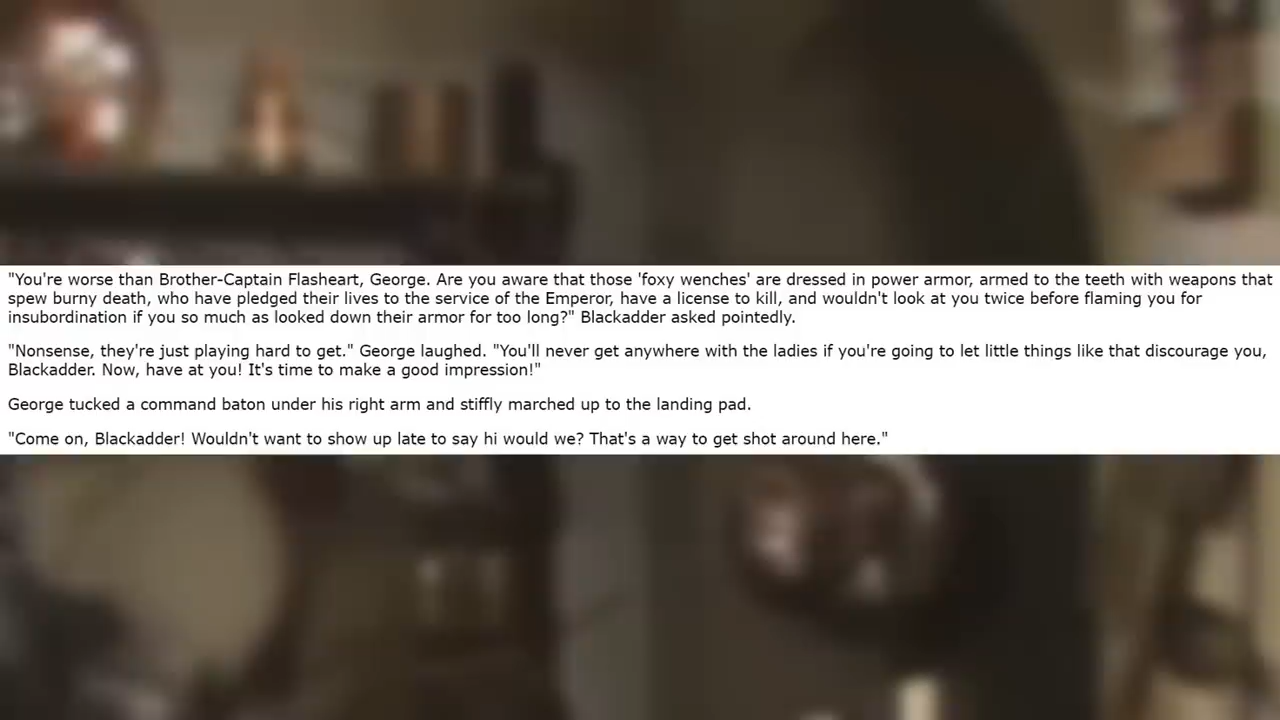 "You're worse than Brother-Captain Flasheart, George. Are you aware that those 'foxy wenches' are dressed in power armor, armed to the teeth with weapons that
spew burny death, who have pledged their lives to the service of the Emperor, have a license to kill, and wouldn't look at you twice before flaming you for
insubordination if you so much as looked down their armor for too long?" Blackadder asked pointedly.
"Nonsense, they're just playing hard to get." George laughed. "You'll never get anywhere with the ladies if you're going to let little things like that discourage you,
Blackadder. Now, have at you! It's time to make a good impression!"
George tucked a command baton under his right arm and stiffly marched up to the landing pad.
"Come on, Blackadder! Wouldn't want to show up late to say hi would we? That's a way to get shot around here."